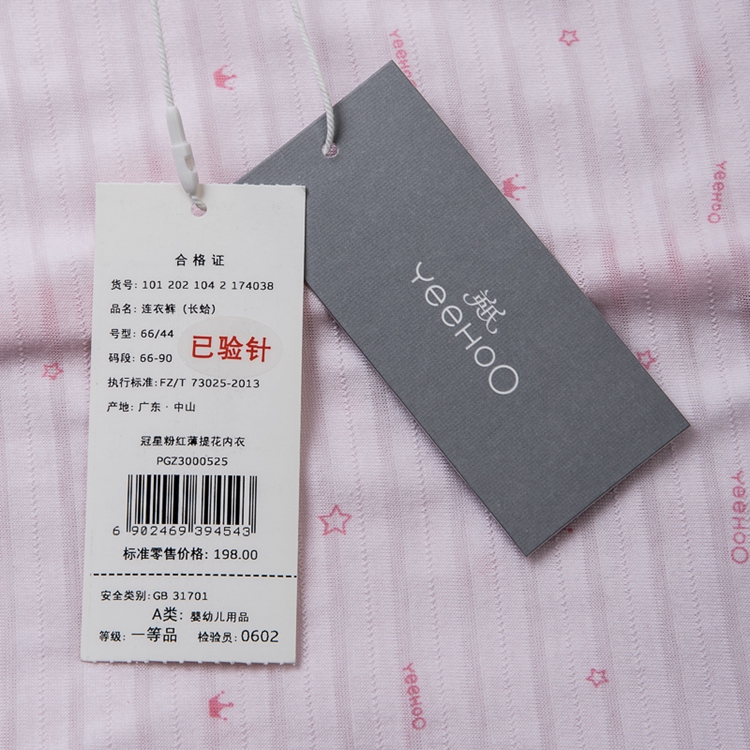 合格证
货号: 101 202 104 2 174038
品名: 连衣裤 (长蛤)
号型: 66/44
码段: 66-90
已验针
执行标准: FZ/T 73025-2013
产地: 广东·中山
冠星粉红薄提花内衣
PGZ3000525
6 902469 394543
标准零售价格: 198.00
安全类别: GB 31701
A类: 婴幼儿用品
等级: 一等品 检验员: 0602
YeeHoO
YeeHoO
YeeHoO
YeeHoO
YeeHoO